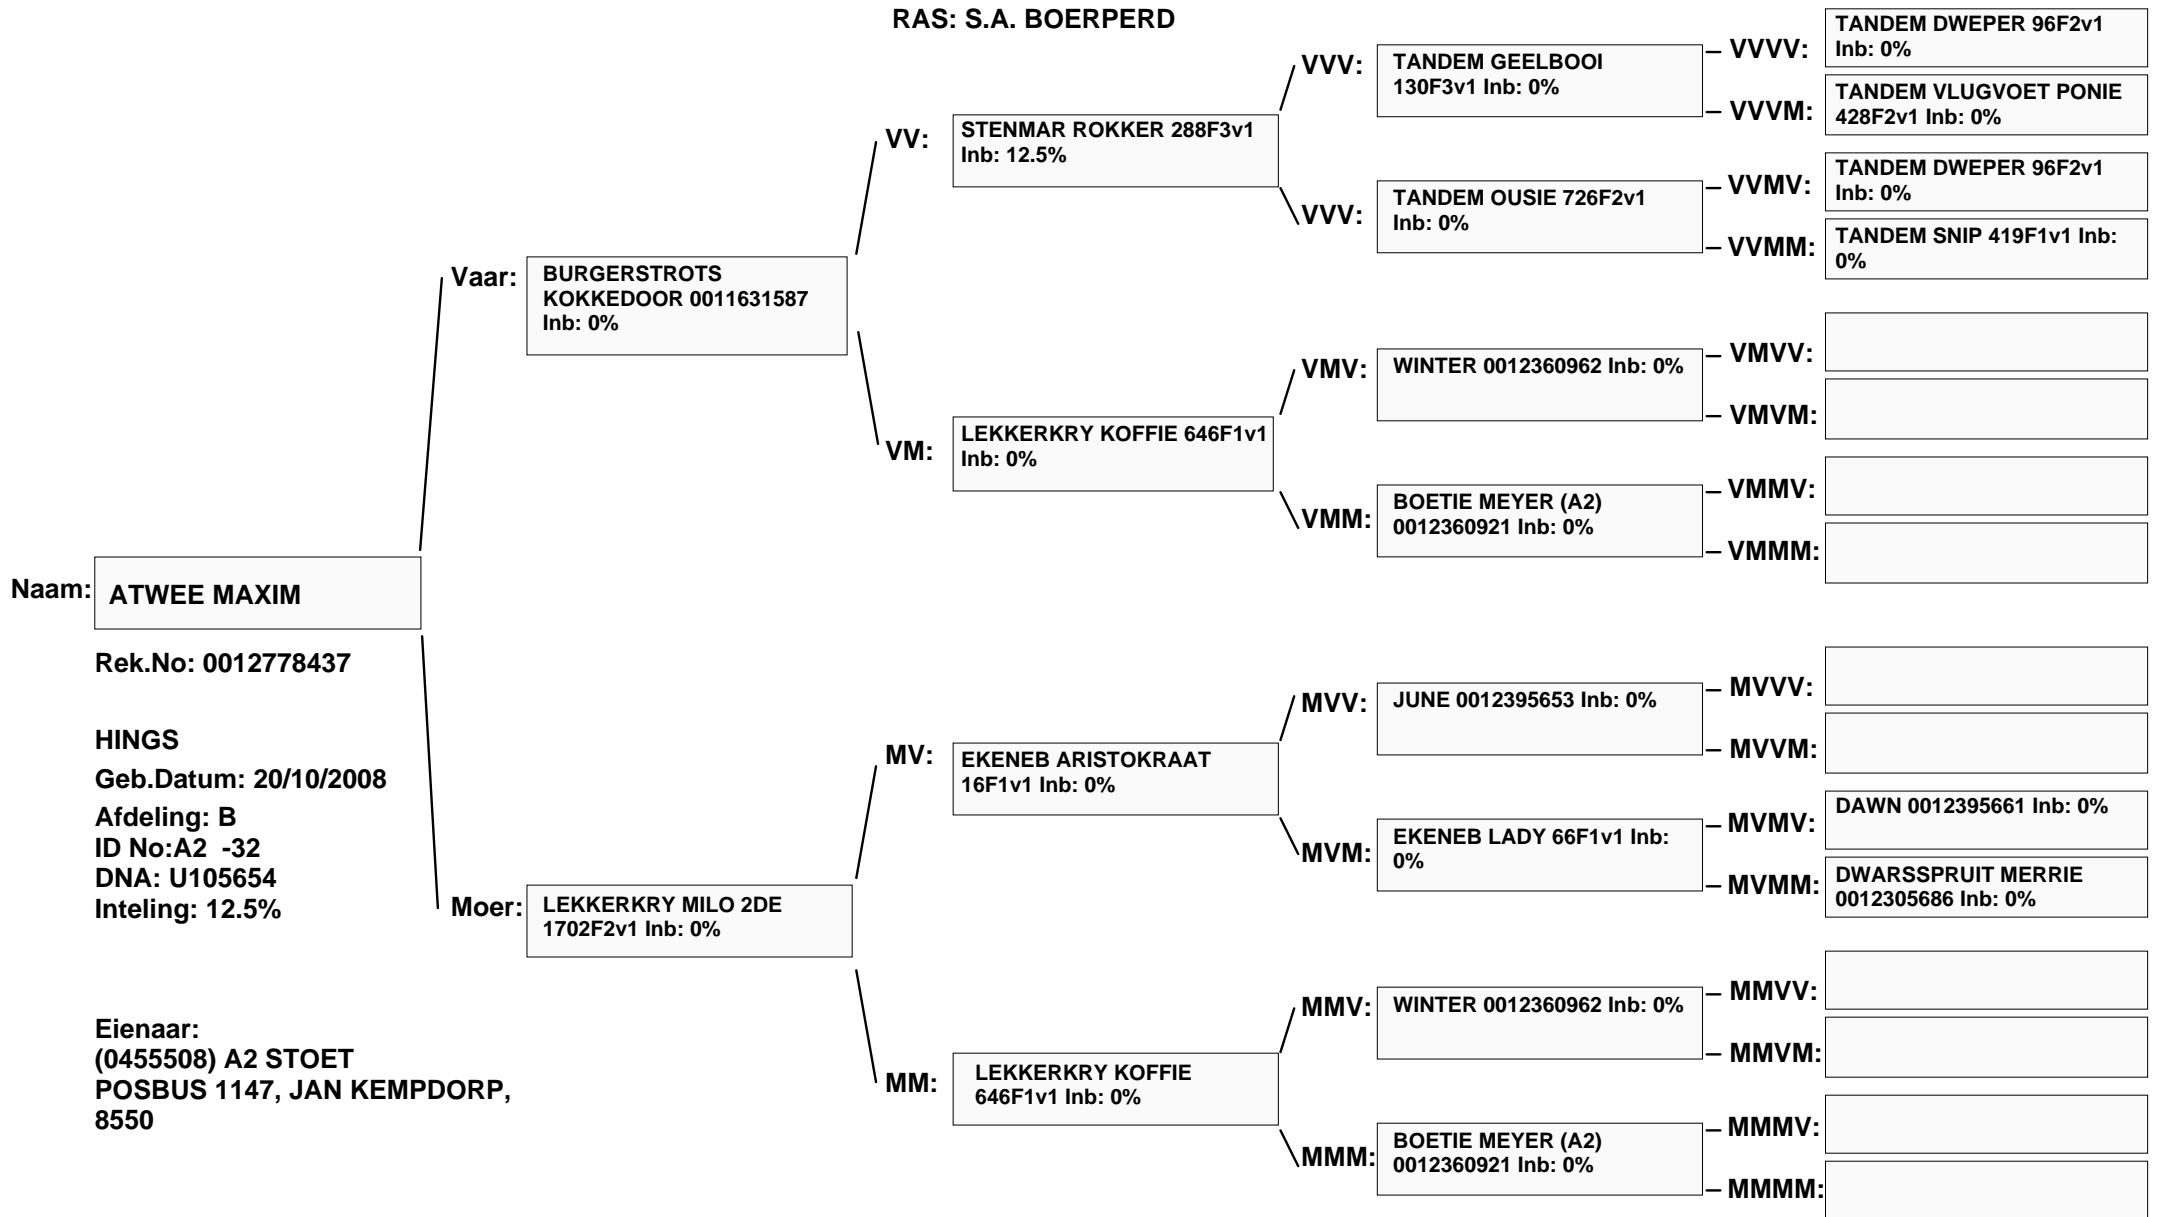 RAS: S.A. BOERPERD
Naam:
ATWEE MAXIM
Rek.No: 0012778437
HINGS
Geb.Datum: 20/10/2008
Afdeling: B
ID No:A2  -32
DNA: U105654
Inteling: 12.5%
Eienaar:
(0455508) A2 STOET
POSBUS 1147, JAN KEMPDORP,
8550
Vaar:
BURGERSTROTS
KOKKEDOOR 0011631587
Inb: 0%
Moer:
LEKKERKRY MILO 2DE
1702F2v1 Inb: 0%
VV:
STENMAR ROKKER 288F3v1
Inb: 12.5%
VM:
LEKKERKRY KOFFIE 646F1v1
Inb: 0%
MV:
EKENEB ARISTOKRAAT
16F1v1 Inb: 0%
MM:
LEKKERKRY KOFFIE
646F1v1 Inb: 0%
VVV:
TANDEM GEELBOOI
130F3v1 Inb: 0%
VVV:
TANDEM OUSIE 726F2v1
Inb: 0%
VMV:
WINTER 0012360962 Inb: 0%
VMM:
BOETIE MEYER (A2)
0012360921 Inb: 0%
MVV:
JUNE 0012395653 Inb: 0%
MVM:
EKENEB LADY 66F1v1 Inb:
0%
MMV:
WINTER 0012360962 Inb: 0%
MMM:
BOETIE MEYER (A2)
0012360921 Inb: 0%
VVVV:
TANDEM DWEPER 96F2v1
Inb: 0%
VVVM:
TANDEM VLUGVOET PONIE
428F2v1 Inb: 0%
VVMV:
TANDEM DWEPER 96F2v1
Inb: 0%
VVMM:
TANDEM SNIP 419F1v1 Inb:
0%
VMVV:
VMVM:
VMMV:
VMMM:
MVVV:
MVVM:
MVMV:
DAWN 0012395661 Inb: 0%
MVMM:
DWARSSPRUIT MERRIE
0012305686 Inb: 0%
MMVV:
MMVM:
MMMV:
MMMM: